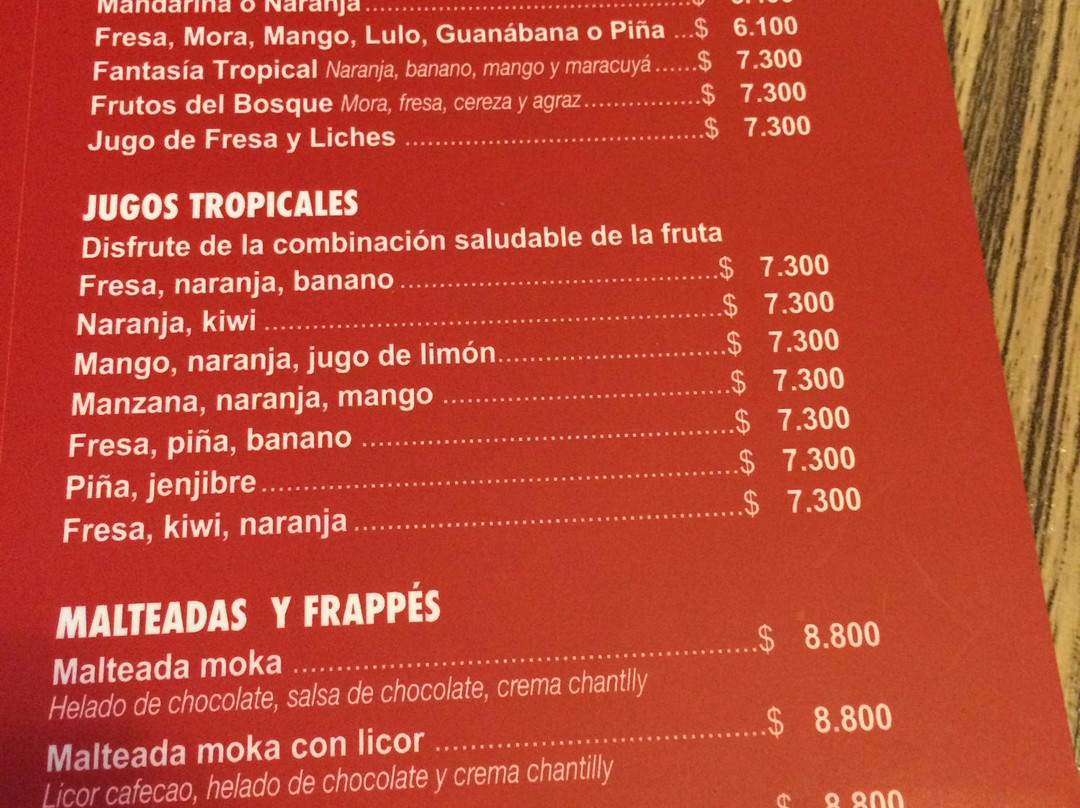 Mandarina o Naranja........$
Fresa, Mora, Mango, Lulo, Guanábana o Piña ...$ 6.100
Fantasía Tropical Naranja, banano, mango y maracuyá ......$ 7.300
Frutos del Bosque Mora, fresa, cereza y agraz.................$ 7.300
Jugo de Fresa y Liches ...........................................$ 7.300
JUGOS TROPICALES
Disfrute de la combinación saludable de la fruta
Fresa, naranja, banano ..............................................$ 7.300
Naranja, kiwi .................................................................$ 7.300
Mango, naranja, jugo de limón.................................$ 7.300
Manzana, naranja, mango .........................................$ 7.300
Fresa, piña, banano .....................................................$ 7.300
Piña, jenjibre....................................................................$ 7.300
Fresa, kiwi, naranja .......................................................$ 7.300
MALTEADAS Y FRAPPÉS
Malteada moka ................................................................$ 8.800
Helado de chocolate, salsa de chocolate, crema chantlly
Malteada moka con licor ..............................................$ 8.800
Licor cafecao, helado de chocolate y crema chantilly
$ 8.800